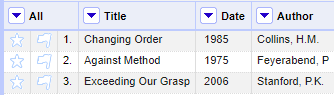 All Title Date Author
1. Changing Order 1985 Collins, H.M.
2. Against Method 1975 Feyerabend, P
3. Exceeding Our Grasp 2006 Stanford, P.K.